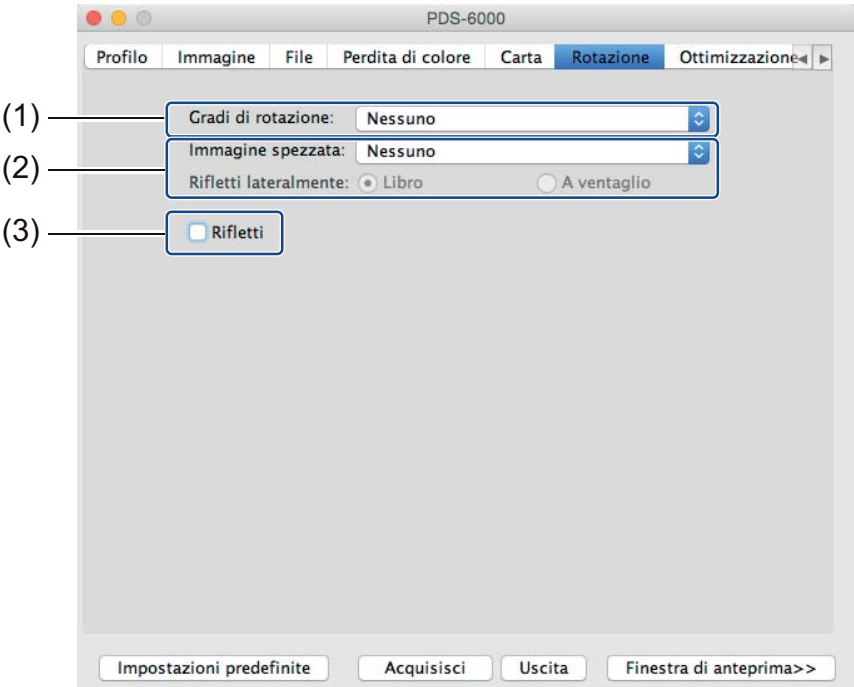 PDS-6000
Profilo Immagine File Perdita di colore Carta Rotazione Ottimizzazione
(1) Gradi di rotazione: Nessuno
(2) Immagine spezzata: Nessuno
Rifletti lateralmente: Libro A ventaglio
(3) Rifletti
Impostazioni predefinite Acquisisci Uscita Finestra di anteprima>>